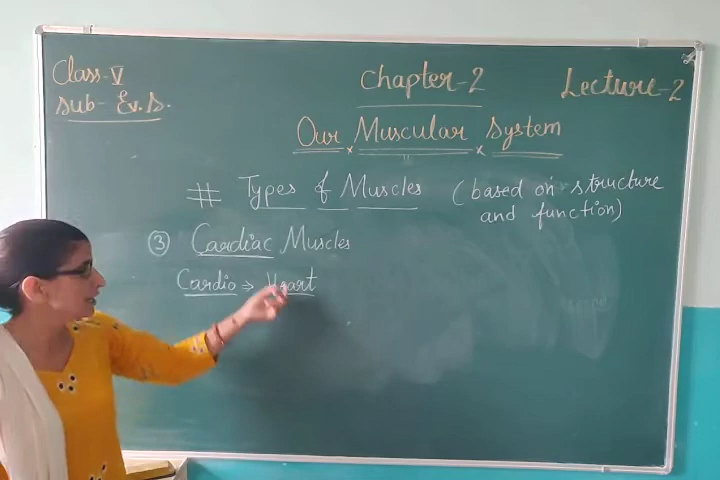 Class-V
Sub- Ev.S.
Chapter-2
Lecture-2
Our Muscular System
# Types of Muscles (based on structure
and function)
③ Cardiac Muscles
Cardio → Heart